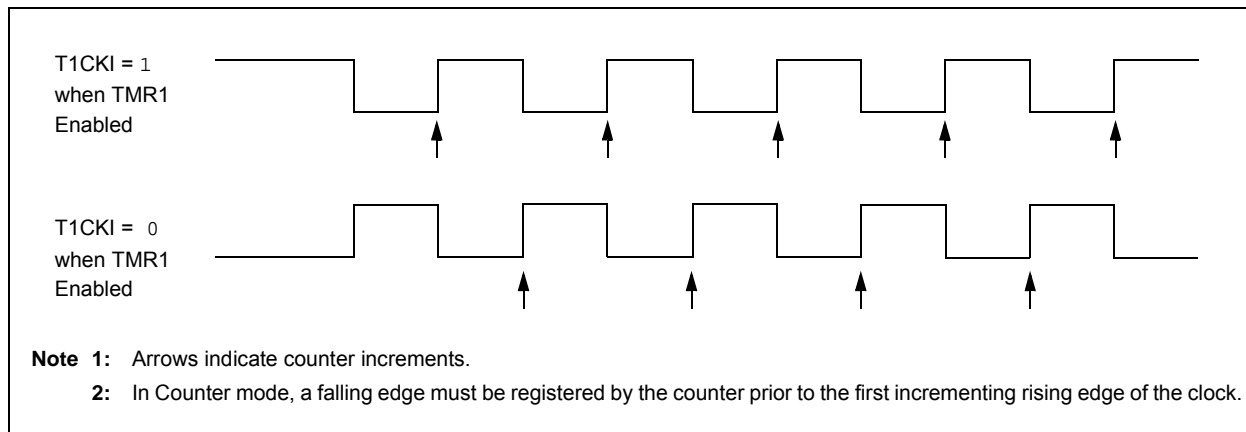 T1CKI = 1
when TMR1
Enabled
T1CKI = 0
when TMR1
Enabled
Note 1: Arrows indicate counter increments.
2: In Counter mode, a falling edge must be registered by the counter prior to the first incrementing rising edge of the clock.